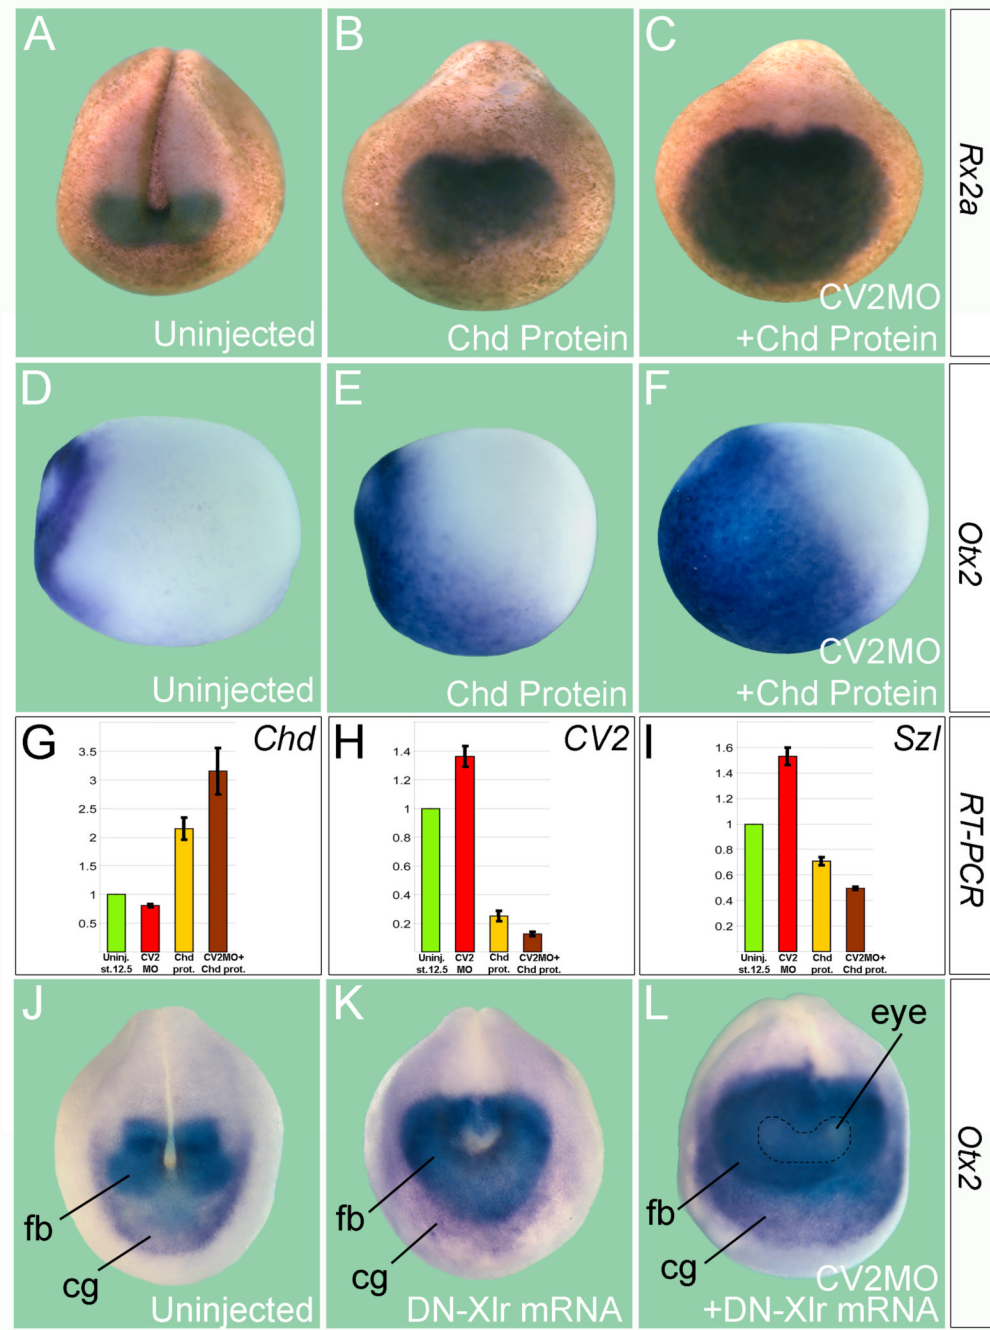 A
Uninjected
B
Chd Protein
C
CV2MO
+Chd Protein
Rx2a
D
Uninjected
E
Chd Protein
F
CV2MO
+Chd Protein
Otx2
G
Chd
3.5
3
2.5
2
1.5
1
0.5
Uninj. CV2 Chd CV2MO+
st.12.5 MO prot. Chd prot.
H
CV2
1.4
1.2
1
0.8
0.6
0.4
0.2
Uninj. CV2 Chd CV2MO+
st.12.5 MO prot. Chd prot.
I
Szl
1.6
1.4
1.2
1
0.8
0.6
0.4
0.2
Uninj. CV2 Chd CV2MO+
st.12.5 MO prot. Chd prot.
RT-PCR
J
fb
cg
Uninjected
K
fb
cg
DN-Xlr mRNA
L
eye
fb
cg
CV2MO
+DN-Xlr mRNA
Otx2